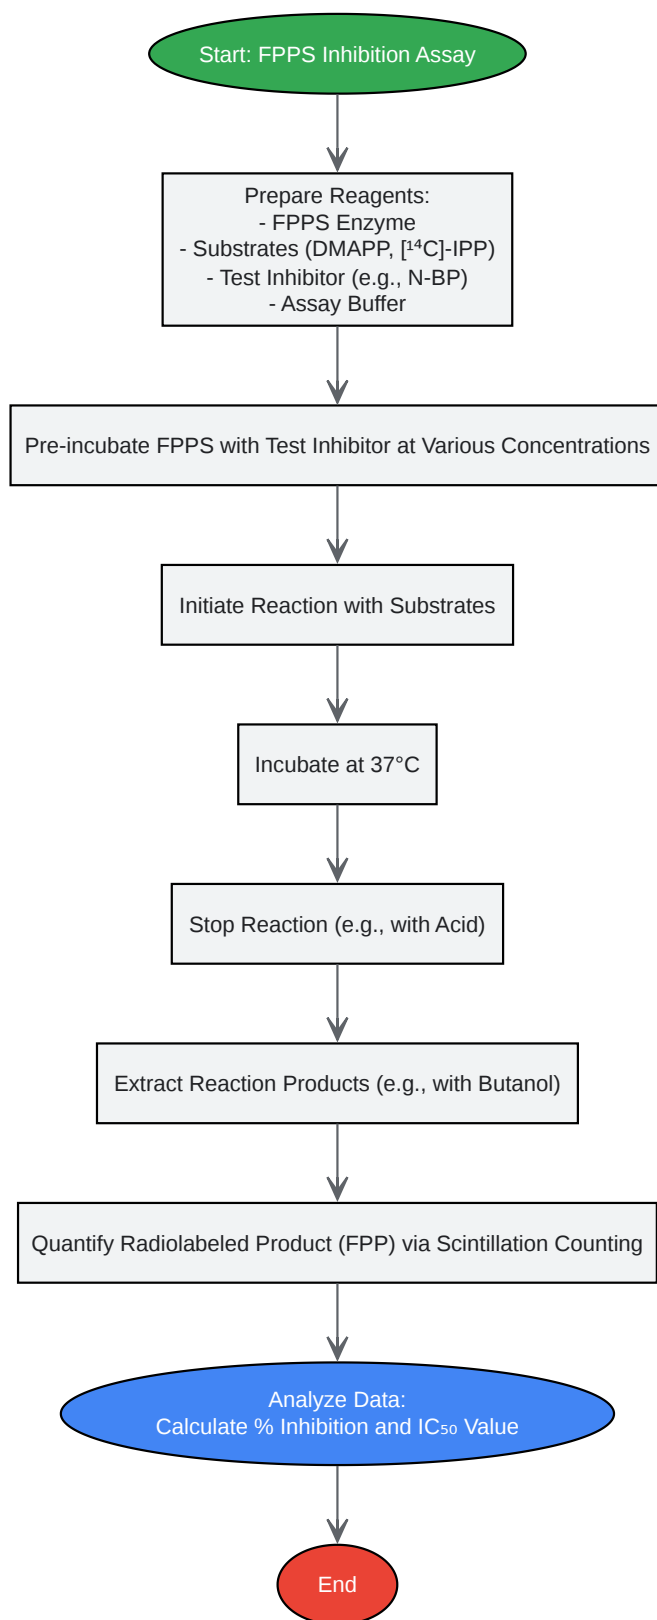 Start: FPPS Inhibition Assay
Prepare Reagents:
- FPPS Enzyme
- Substrates (DMAPP, [¹⁴C]-IPP)
- Test Inhibitor (e.g., N-BP)
- Assay Buffer
Pre-incubate FPPS with Test Inhibitor at Various Concentrations
Initiate Reaction with Substrates
Incubate at 37°C
Stop Reaction (e.g., with Acid)
Extract Reaction Products (e.g., with Butanol)
Quantify Radiolabeled Product (FPP) via Scintillation Counting
Analyze Data:
Calculate % Inhibition and IC₅₀ Value
End